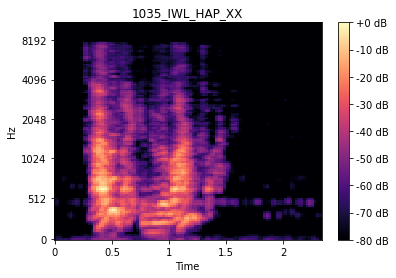 1035_IWL_HAP_XX
+0 dB
8192
-10 dB
4096
-20 dB
-30 dB
2048
Hz
-40 dB
1024
-50 dB
512
-60 dB
-70 dB
0
-80 dB
0 0.5 1 1.5 2
Time